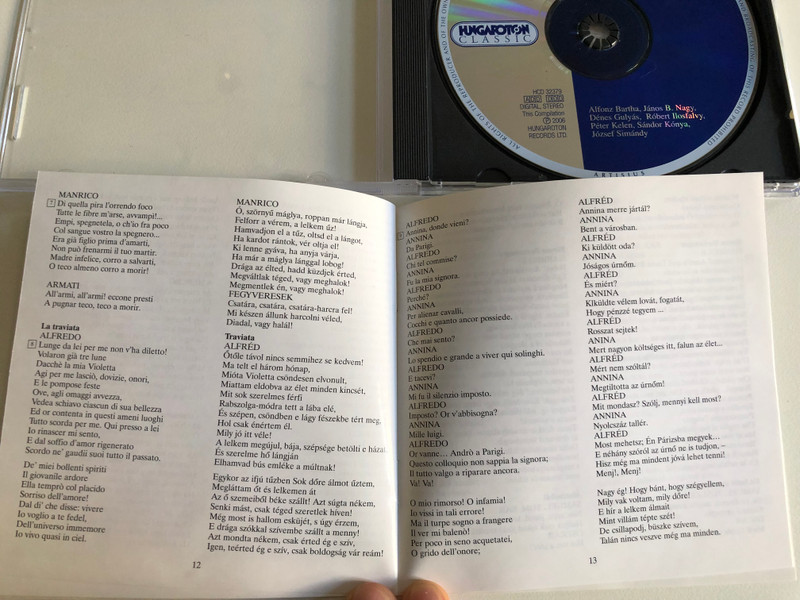 HUNGAROTON
CLASSIC
HCD 32375
DIGITAL, STEREO
This Compilation
Ⓟ 2006
HUNGAROTON
RECORDS LTD.
Alfonz Bartha, János B. Nagy,
Dénes Gulyás, Róbert Ilosfalvy,
Péter Kelen, Sándor Kónya,
József Simándy
ARTISJUS
MANRICO
7 Di quella pira l'orrendo foco
Tutte le fibre m'arse, avvampi!...
Empi, spegnetela, o ch'io fra poco
Col sangue vostro la spegnero...
Era già figlio prima d'amarti,
Non può frenarmi il tuo martir.
Madre infelice, corro a salvarti,
O teco almeno corro a morir!
ARMATI
All'armi, all'armi! eccone presti
A pugnar teco, teco a morir.
La traviata
ALFREDO
8 Lunge da lei per me non v'ha diletto!
Volaron già tre lune
Dacchè la mia Violetta
Agi per me lasciò, dovizie, onori,
E le pompose feste
Ove, agli omaggi avvezza,
Vedea schiavo ciascun di sua bellezza
Ed or contenta in questi ameni luoghi
Tutto scorda per me. Qui presso a lei
Io rinascer mi sento,
E dal soffio d'amor rigenerato
Scordo ne' gaudii suoi tutto il passato.
De' miei bollenti spiriti
Il giovanile ardore
Ella temprò col placido
Sorriso dell'amore!
Dal di' che disse: vivere
Io voglio a te fedel,
Dell'universo immemore
Io vivo quasi in ciel.
MANRICO
Ó, szörnyű máglya, roppan már lángja,
Felforr a vérem, a lelkem tűz!
Hamvadjon el a tűz, oltsd el a lángot,
Ha kardot rántok, vér oltja el!
Ki lenne gyáva, ha anyja várja,
Ha már a máglya lánggal lobog!
Drága az élted, hadd küzdjek érted,
Megváltlak téged, vagy meghalok!
Megmentlek én, vagy meghalok!
FEGYVERESEK
Csatára, csatára, csatára-harcra fel!
Mi készen állunk harcolni véled,
Diadal, vagy halál!
Traviata
ALFRÉD
Őtőle távol nincs semmihez se kedvem!
Ma telt el három hónap,
Mióta Violetta csöndesen elvonult,
Miattam eldobva az élet minden kincsét,
Mit sok szerelmes férfi
Rabszolga-módra tett a lába elé,
És szépen, csöndben e lágy fészekbe tért meg,
Hol csak énértem él.
Mily jó itt véle!
A lelkem megújul, bája, szépsége betölti e házat
És szerelme hő lángján
Elhamvad bús emléke a múltnak!
Egykor az ifjú tűzben Sok dőre álmot űztem,
Megláttam őt és lelkemen át
Az ő szemeiből béke szállt! Azt súgta nékem,
Senki mást, csak téged szeretlek híven!
Még most is hallom esküjét, s úgy érzem,
E drága szókkal szívembe szállt a menny!
Azt mondta nékem, csak érted ég e szív,
Igen, teérted ég e szív, csak boldogság vár reám!
12
ALFREDO
Annina, donde vieni?
ANNINA
Da Parigi.
ALFREDO
Chi tel commise?
ANNINA
Fu la mia signora.
ALFREDO
Perché?
ANNINA
Per alienar cavalli,
Cocchi e quanto ancor possiede.
ALFREDO
Che mai sento?
ANNINA
Lo spendio e grande a viver qui solinghi.
ALFREDO
E tacevi?
ANNINA
Mi fu il silenzio imposto.
ALFREDO
Imposto? Or v'abbisogna?
ANNINA
Mille luigi.
ALFREDO
Or vanne… Andrò a Parigi.
Questo colloquio non sappia la signora;
Il tutto valgo a riparare ancora.
Va! Va!
O mio rimorso! O infamia!
Io vissi in tali errore!
Ma il turpe sogno a frangere
Il ver mi balenò!
Per poco in seno acquetatei,
O grido dell'onore;
ALFRÉD
Annina merre jártál?
ANNINA
Bent a városban.
ALFRÉD
Ki küldött oda?
ANNINA
Jóságos úrnőm.
ALFRÉD
És miért?
ANNINA
Kiküldte vélem lovát, fogatát,
Hogy pénzzé tegyem ...
ALFRÉD
Rosszat sejtek!
ANINA
Mert nagyon költséges itt, falun az élet...
ALFRÉD
Mért nem szóltál?
ANNINA
Megtiltotta az úrnőm!
ALFRÉD
Mit mondasz? Szólj, mennyi kell most?
ANNINA
Nyolcszáz tallér.
ALFRÉD
Most mehetsz; Én Párizsba megyek…
E néhány szóról az úrnő ne is tudjon, –
Hisz még ma mindent jóvá lehet tenni!
Menj!, Menj!
Nagy ég! Hogy bánt, hogy szégyellem,
Mily vak voltam, mily dőre!
E hír a lelkem álmait
Mint villám tépte szét!
De csillapodj, büszke szívem,
Talán nincs veszve még ma minden.
13